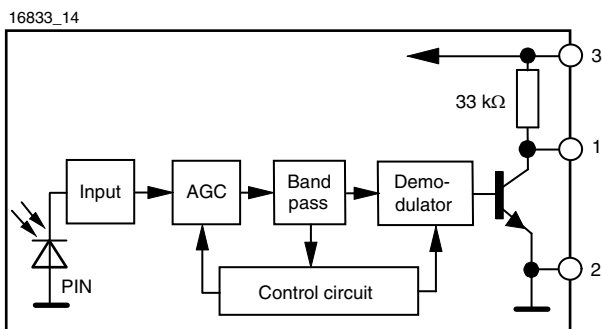 16833_14
3
33 kΩ
1
Input
AGC
Band
pass
Demo-
dulator
2
PIN
Control circuit